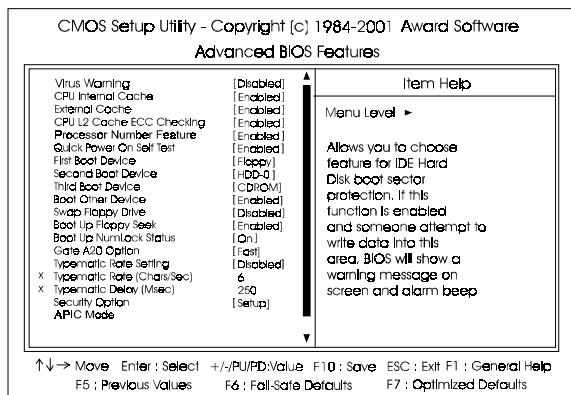 CMOS Setup Utility - Copyright (c) 1984-2001 Award Software
Advanced BIOS Features
Virus Warning [Disabled]
CPU Internal Cache [Enabled]
External Cache [Enabled]
CPU L2 Cache ECC Checking [Enabled]
Processor Number Feature [Enabled]
Quick Power On Self Test [Enabled]
First Boot Device [Floppy]
Second Boot Device [HDD-0]
Third Boot Device [CDROM]
Boot Other Device [Enabled]
Swap Floppy Drive [Disabled]
Boot Up Floppy Seek [Enabled]
Boot Up NumLock Status [On]
Gate A20 Option [Fast]
Typematic Rate Setting [Disabled]
X Typematic Rate (Chars/Sec) 6
X Typematic Delay (Msec) 250
Security Option [Setup]
APIC Mode
Item Help
Menu Level ►
Allows you to choose
feature for IDE Hard
Disk boot sector
protection. If this
function is enabled
and someone attempt to
write data into this
area, BIOS will show a
warning message on
screen and alarm beep
↑↓→ Move Enter : Select +/-/PU/PD:Value F10 : Save ESC : Exit F1 : General Help
F5 : Previous Values F6 : Fail-Safe Defaults F7 : Optimized Defaults